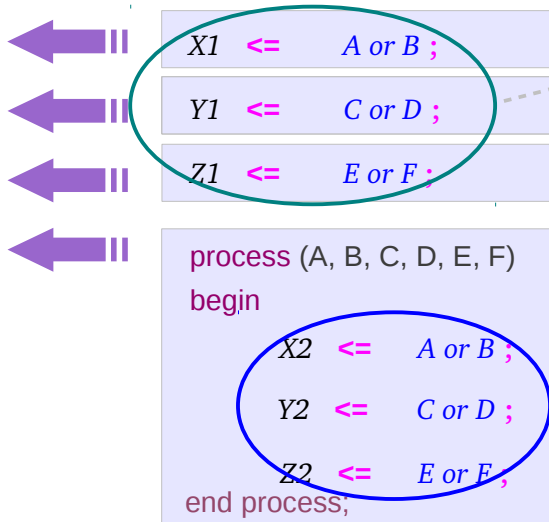 X1 <= A or B ;
Y1 <= C or D ;
Z1 <= E or F ;
process (A, B, C, D, E, F)
begin
X2 <= A or B ;
Y2 <= C or D ;
Z2 <= E or F ;
end process;